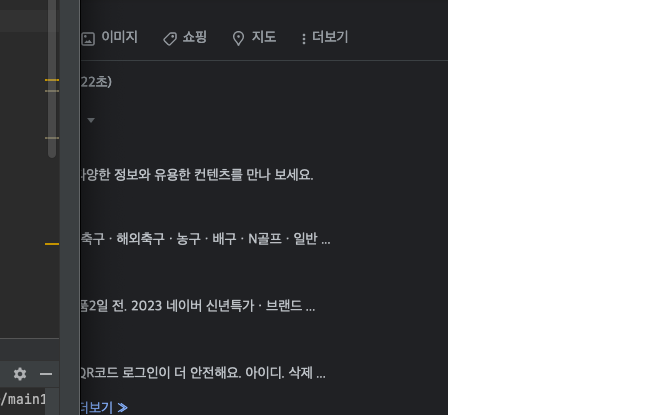 이미지 쇼핑 지도 더보기
22초)
다양한 정보와 유용한 컨텐츠를 만나 보세요.
축구 · 해외축구 · 농구 · 배구 · N골프 · 일반 ...
품2일 전. 2023 네이버 신년특가 · 브랜드 ...
QR코드 로그인이 더 안전해요. 아이디. 삭제 ...
/main1
더보기